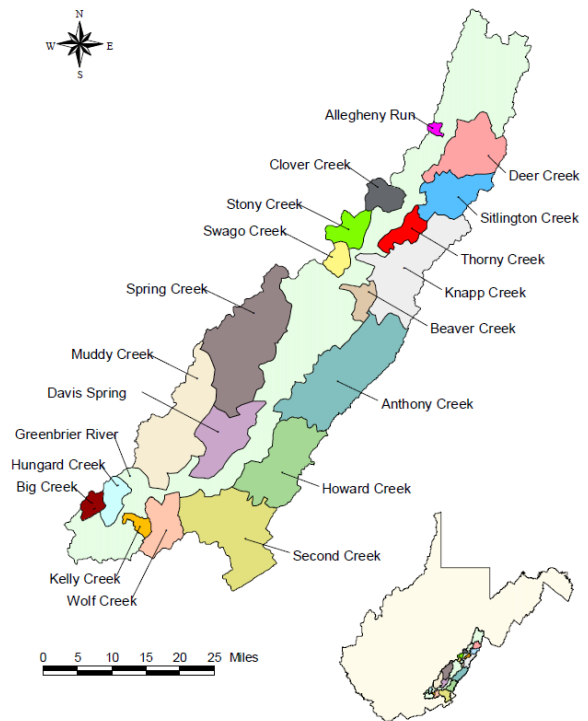 N
W E
S
Allegheny Run
Clover Creek
Deer Creek
Stony Creek
Sitlington Creek
Swago Creek
Thorny Creek
Spring Creek
Knapp Creek
Beaver Creek
Muddy Creek
Davis Spring
Anthony Creek
Greenbrier River
Hungard Creek
Big Creek
Howard Creek
Second Creek
Kelly Creek
Wolf Creek
0 5 10 15 20 25 Miles